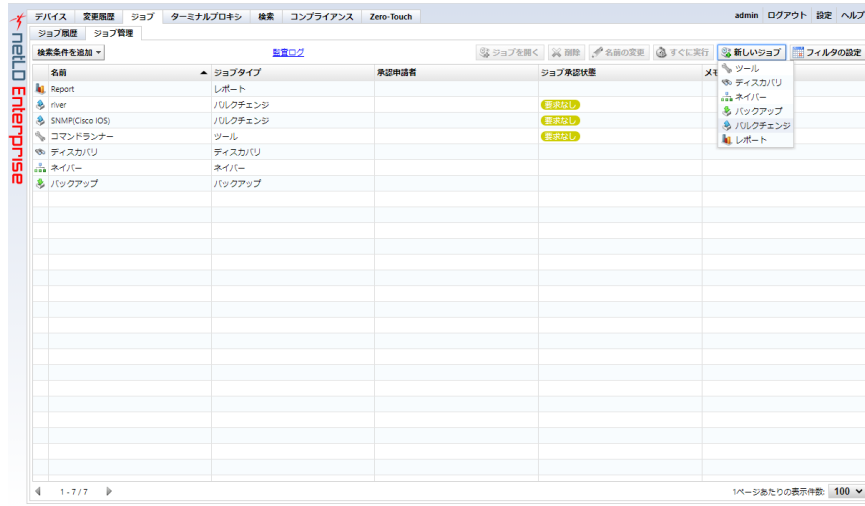 デバイス 変更履歴 ジョブ ターミナルプロキシ 検索 コンプライアンス Zero-Touch admin ログアウト 設定 ヘルプ
ジョブ履歴 ジョブ管理
検索条件を追加 監査ログ ジョブを開く 削除 名前の変更 すぐに実行 新しいジョブ フィルタの設定
名前 ジョブタイプ 承認申請者 ジョブ承認状態 メモ
Report レポート
river バルクチェンジ 要求なし
SNMP(Cisco IOS) バルクチェンジ 要求なし
コマンドランナー ツール 要求なし
ディスカバリ ディスカバリ
ネイバー ネイバー
バックアップ バックアップ
ツール
ディスカバリ
ネイバー
バックアップ
バルクチェンジ
レポート
1 - 7 / 7 1ページあたりの表示件数: 100
netLD Enterprise